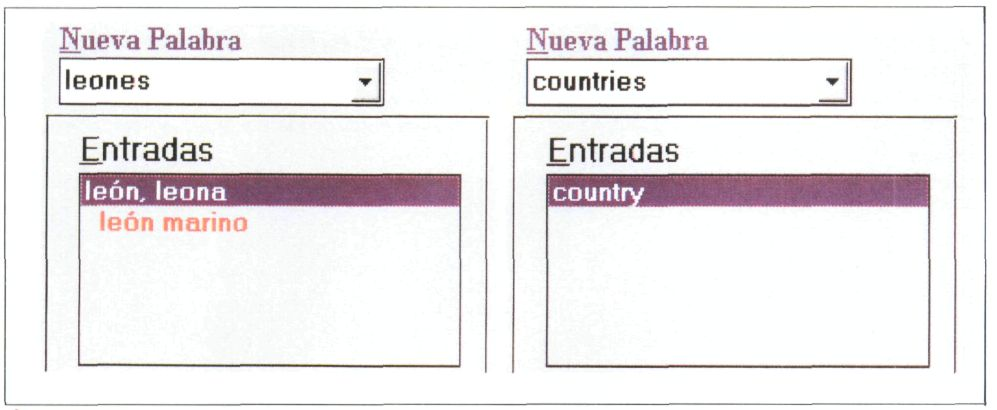 Nueva Palabra
leones
Entradas
león, leona
león marino
Nueva Palabra
countries
Entradas
country